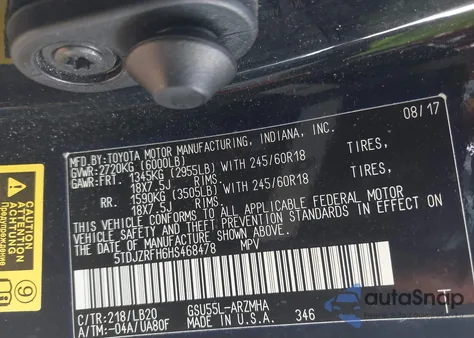 MFD.BY:TOYOTA MOTOR MANUFACTURING, INDIANA, INC. 08/17
GVWR:2720KG (6000LB)
GAWR:FRT. 1345KG (2955LB) WITH 245/60R18 TIRES,
18X7.5J RIMS,
RR. 1590KG (3505LB) WITH 245/60R18 TIRES,
18X7.5J RIMS.
THIS VEHICLE CONFORMS TO ALL APPLICABLE FEDERAL MOTOR
VEHICLE SAFETY AND THEFT PREVENTION STANDARDS IN EFFECT ON
THE DATE OF MANUFACTURE SHOWN ABOVE.
5TDJZRFH6HS468478 MPV
C/TR:218/LB20 GSU55L-ARZMHA
A/TM:-04A/UA80F MADE IN U.S.A. 346 T
Предупреждение
Attention
Attention
9
autoSnap